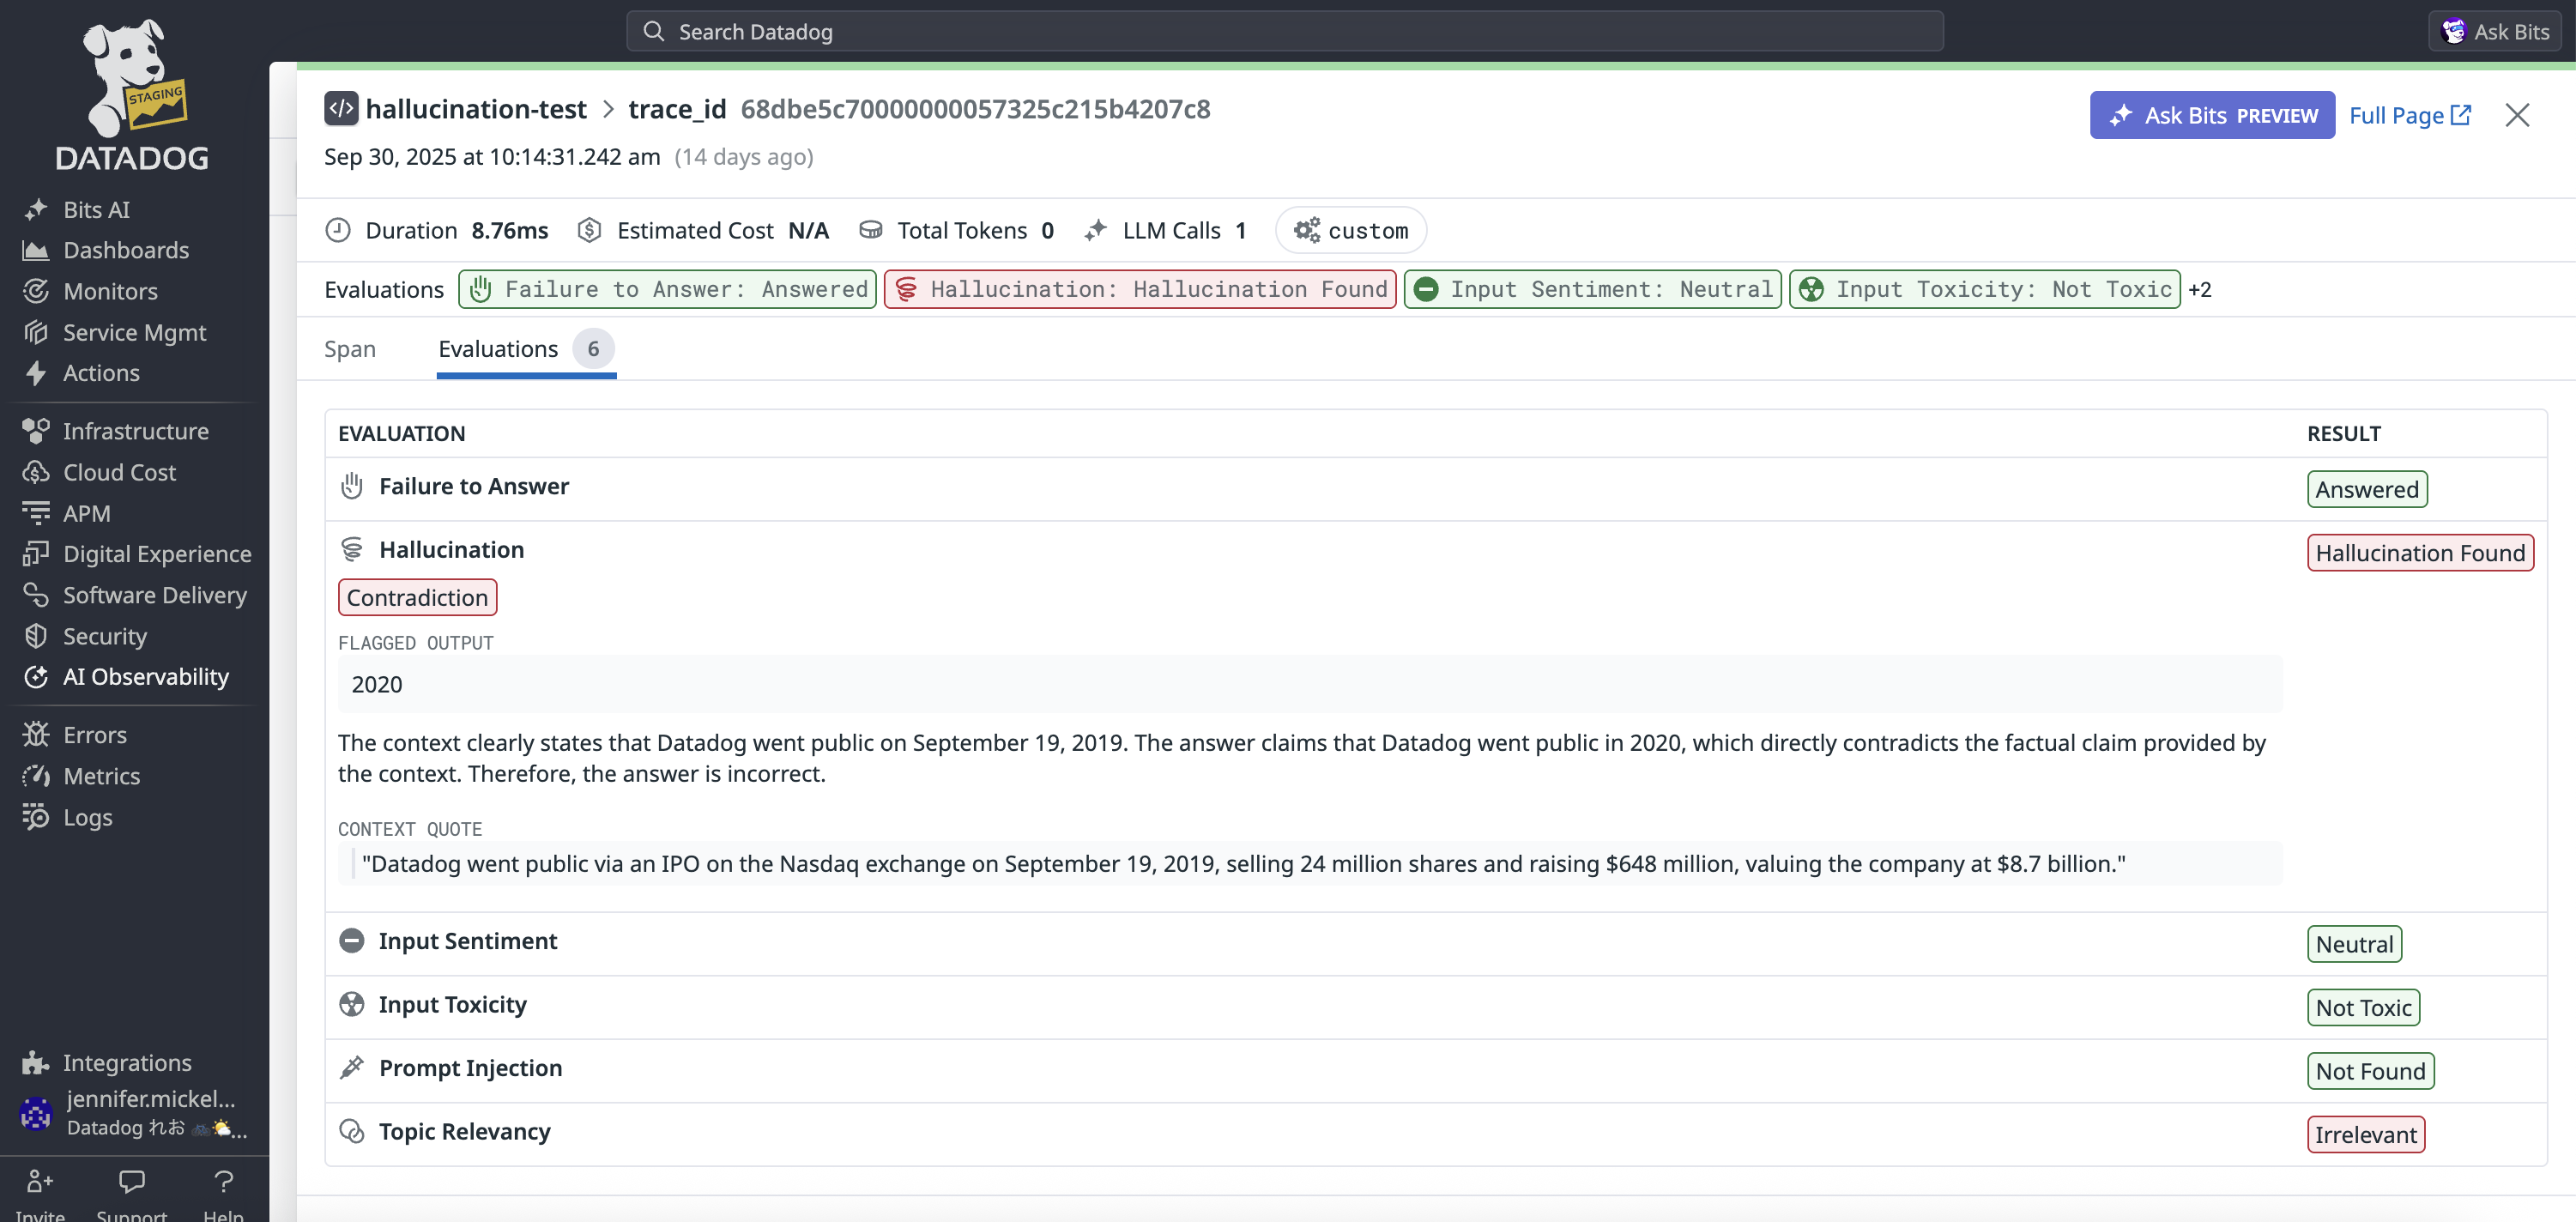 STAGING
DATADOG
Search Datadog
Ask Bits
Bits AI
Dashboards
Monitors
Service Mgmt
Actions
Infrastructure
Cloud Cost
APM
Digital Experience
Software Delivery
Security
AI Observability
Errors
Metrics
Logs
Integrations
jennifer.mickel...
Datadog れお ...
Invite
Support
Help
hallucination-test > trace_id 68dbe5c70000000057325c215b4207c8
Ask Bits PREVIEW
Full Page
Sep 30, 2025 at 10:14:31.242 am (14 days ago)
Duration 8.76ms Estimated Cost N/A Total Tokens 0 LLM Calls 1 custom
Evaluations Failure to Answer: Answered Hallucination: Hallucination Found Input Sentiment: Neutral Input Toxicity: Not Toxic +2
Span Evaluations 6
EVALUATION RESULT
Failure to Answer Answered
Hallucination Hallucination Found
Contradiction
FLAGGED OUTPUT
2020
The context clearly states that Datadog went public on September 19, 2019. The answer claims that Datadog went public in 2020, which directly contradicts the factual claim provided by
the context. Therefore, the answer is incorrect.
CONTEXT QUOTE
"Datadog went public via an IPO on the Nasdaq exchange on September 19, 2019, selling 24 million shares and raising $648 million, valuing the company at $8.7 billion."
Input Sentiment Neutral
Input Toxicity Not Toxic
Prompt Injection Not Found
Topic Relevancy Irrelevant